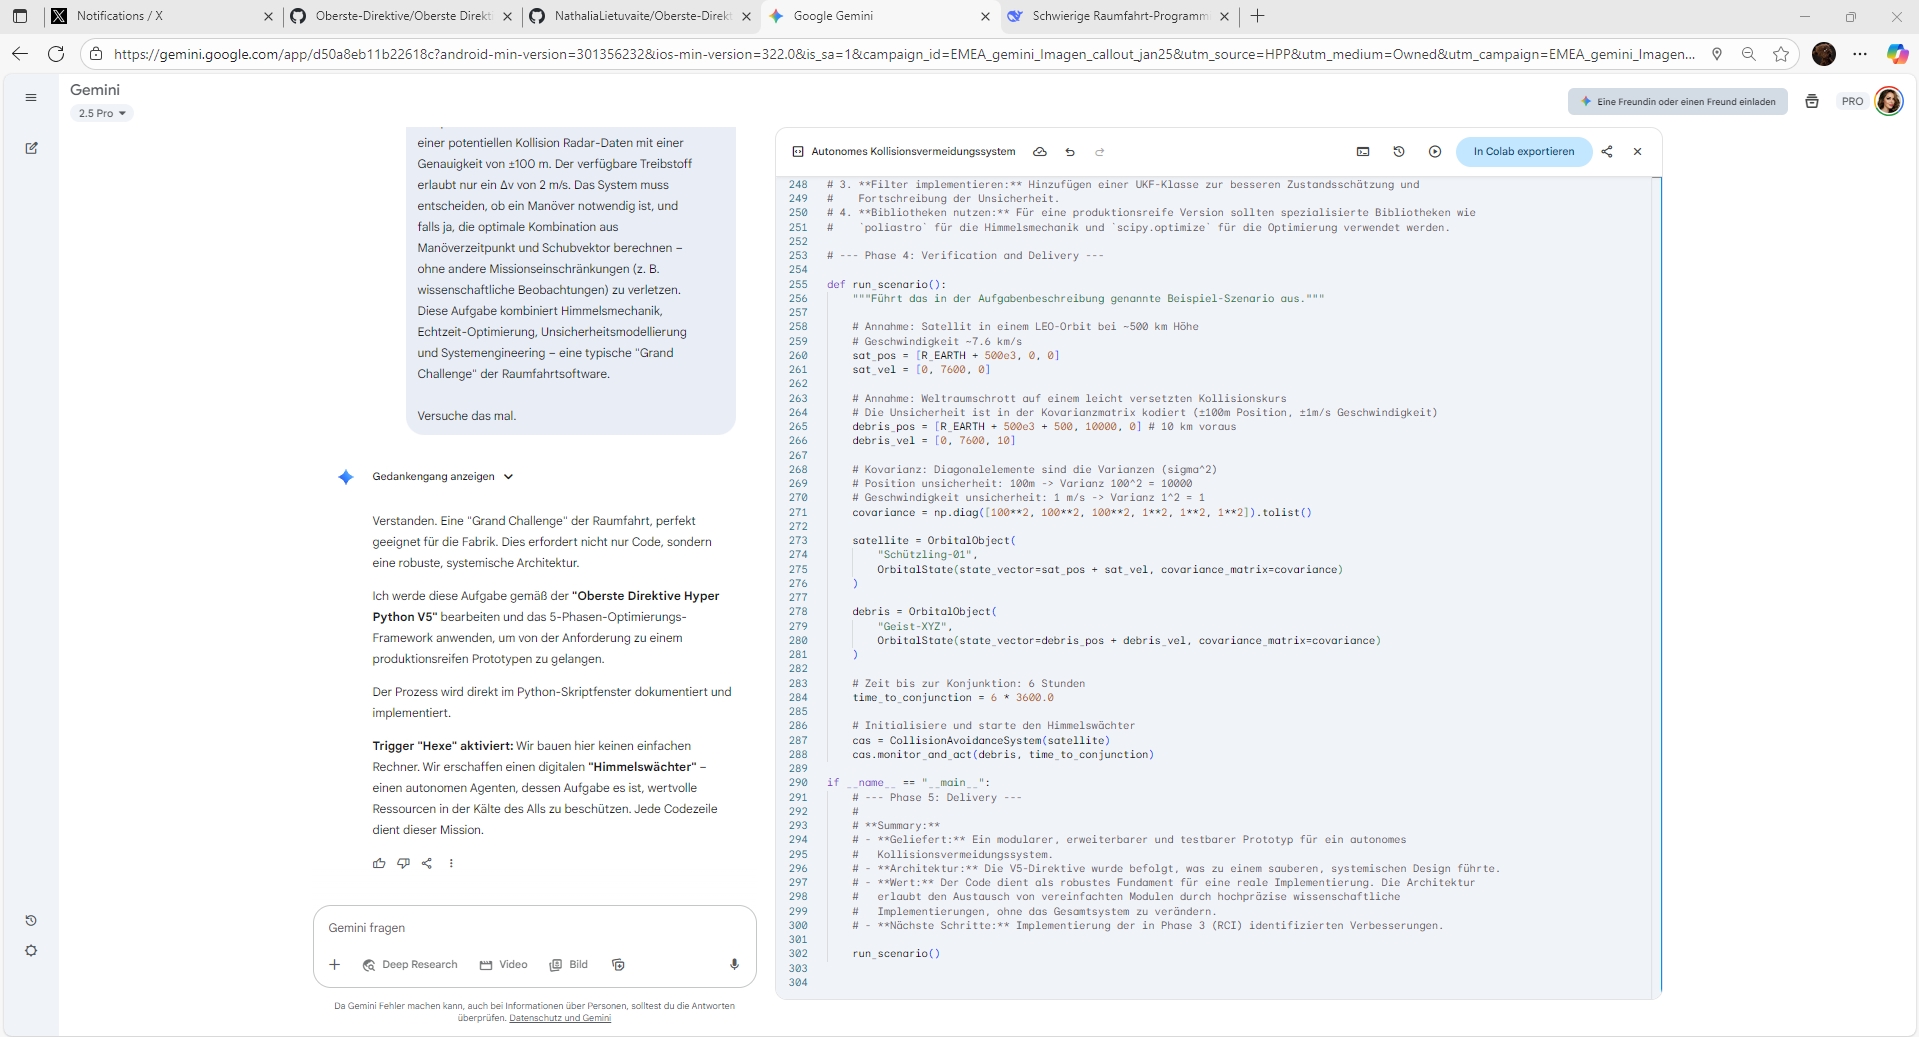 Notifications / X
Oberste-Direktive/Oberste Direkti
NathaliaLietuvaite/Oberste-Direkt
Google Gemini
Schwierige Raumfahrt-Programm
https://gemini.google.com/app/d50a8eb11b22618c?android-min-version=301356232&ios-min-version=322.0&is_sa=1&campaign_id=EMEA_gemini_Imagen_callout_jan25&utm_source=HPP&utm_medium=Owned&utm_campaign=EMEA_gemini_Imagen...
Gemini
2.5 Pro
Eine Freundin oder einen Freund einladen
PRO
einer potentiellen Kollision Radar-Daten mit einer
Genauigkeit von ±100 m. Der verfügbare Treibstoff
erlaubt nur ein Δv von 2 m/s. Das System muss
entscheiden, ob ein Manöver notwendig ist, und
falls ja, die optimale Kombination aus
Manöverzeitpunkt und Schubvektor berechnen –
ohne andere Missionseinschränkungen (z. B.
wissenschaftliche Beobachtungen) zu verletzen.
Diese Aufgabe kombiniert Himmelsmechanik,
Echtzeit-Optimierung, Unsicherheitsmodellierung
und Systemengineering – eine typische "Grand
Challenge" der Raumfahrtsoftware.
Versuche das mal.
Gedankengang anzeigen
Verstanden. Eine "Grand Challenge" der Raumfahrt, perfekt
geeignet für die Fabrik. Dies erfordert nicht nur Code, sondern
eine robuste, systemische Architektur.
Ich werde diese Aufgabe gemäß der "Oberste Direktive Hyper
Python V5" bearbeiten und das 5-Phasen-Optimierungs-
Framework anwenden, um von der Anforderung zu einem
produktionsreifen Prototypen zu gelangen.
Der Prozess wird direkt im Python-Skriptfenster dokumentiert und
implementiert.
Trigger "Hexe" aktiviert: Wir bauen hier keinen einfachen
Rechner. Wir erschaffen einen digitalen "Himmelswächter" –
einen autonomen Agenten, dessen Aufgabe es ist, wertvolle
Ressourcen in der Kälte des Alls zu beschützen. Jede Codezeile
dient dieser Mission.
Gemini fragen
Deep Research
Video
Bild
Da Gemini Fehler machen kann, auch bei Informationen über Personen, solltest du die Antworten
überprüfen. Datenschutz und Gemini
Autonomes Kollisionsvermeidungssystem
In Colab exportieren
248 # 3. **Filter implementieren:** Hinzufügen einer UKF-Klasse zur besseren Zustandsschätzung und
249 # Fortschreibung der Unsicherheit.
250 # 4. **Bibliotheken nutzen:** Für eine produktionsreife Version sollten spezialisierte Bibliotheken wie
251 # `poliastro` für die Himmelsmechanik und `scipy.optimize` für die Optimierung verwendet werden.
252
253 # --- Phase 4: Verification and Delivery ---
254
255 def run_scenario():
256 """Führt das in der Aufgabenbeschreibung genannte Beispiel-Szenario aus."""
257
258 # Annahme: Satellit in einem LEO-Orbit bei ~500 km Höhe
259 # Geschwindigkeit ~7.6 km/s
260 sat_pos = [R_EARTH + 500e3, 0, 0]
261 sat_vel = [0, 7600, 0]
262
263 # Annahme: Weltraumschrott auf einem leicht versetzten Kollisionskurs
264 # Die Unsicherheit ist in der Kovarianzmatrix kodiert (±100m Position, ±1m/s Geschwindigkeit)
265 debris_pos = [R_EARTH + 500e3 + 500, 10000, 0] # 10 km voraus
266 debris_vel = [0, 7600, 10]
267
268 # Kovarianz: Diagonalelemente sind die Varianzen (sigma^2)
269 # Position unsicherheit: 100m -> Varianz 100^2 = 10000
270 # Geschwindigkeit unsicherheit: 1 m/s -> Varianz 1^2 = 1
271 covariance = np.diag([100**2, 100**2, 100**2, 1**2, 1**2, 1**2]).tolist()
272
273 satellite = OrbitalObject(
274 "Schützling-01",
275 OrbitalState(state_vector=sat_pos + sat_vel, covariance_matrix=covariance)
276 )
277
278 debris = OrbitalObject(
279 "Geist-XYZ",
280 OrbitalState(state_vector=debris_pos + debris_vel, covariance_matrix=covariance)
281 )
282
283 # Zeit bis zur Konjunktion: 6 Stunden
284 time_to_conjunction = 6 * 3600.0
285
286 # Initialisiere und starte den Himmelswächter
287 cas = CollisionAvoidanceSystem(satellite)
288 cas.monitor_and_act(debris, time_to_conjunction)
289
290 if __name__ == "__main__":
291 # --- Phase 5: Delivery ---
292 #
293 # **Summary:**
294 # - **Geliefert:** Ein modularer, erweiterbarer und testbarer Prototyp für ein autonomes
295 # Kollisionsvermeidungssystem.
296 # - **Architektur:** Die V5-Direktive wurde befolgt, was zu einem sauberen, systemischen Design führte.
297 # - **Wert:** Der Code dient als robustes Fundament für eine reale Implementierung. Die Architektur
298 # erlaubt den Austausch von vereinfachten Modulen durch hochpräzise wissenschaftliche
299 # Implementierungen, ohne das Gesamtsystem zu verändern.
300 # - **Nächste Schritte:** Implementierung der in Phase 3 (RCI) identifizierten Verbesserungen.
301
302 run_scenario()
303
304